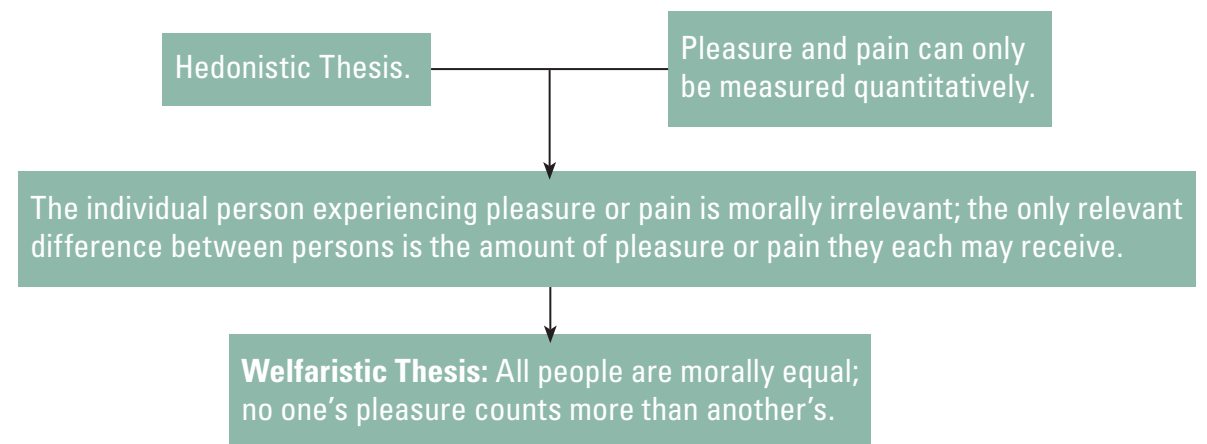 Hedonistic Thesis.
Pleasure and pain can only
be measured quantitatively.
The individual person experiencing pleasure or pain is morally irrelevant; the only relevant
difference between persons is the amount of pleasure or pain they each may receive.
Welfaristic Thesis: All people are morally equal;
no one’s pleasure counts more than another’s.